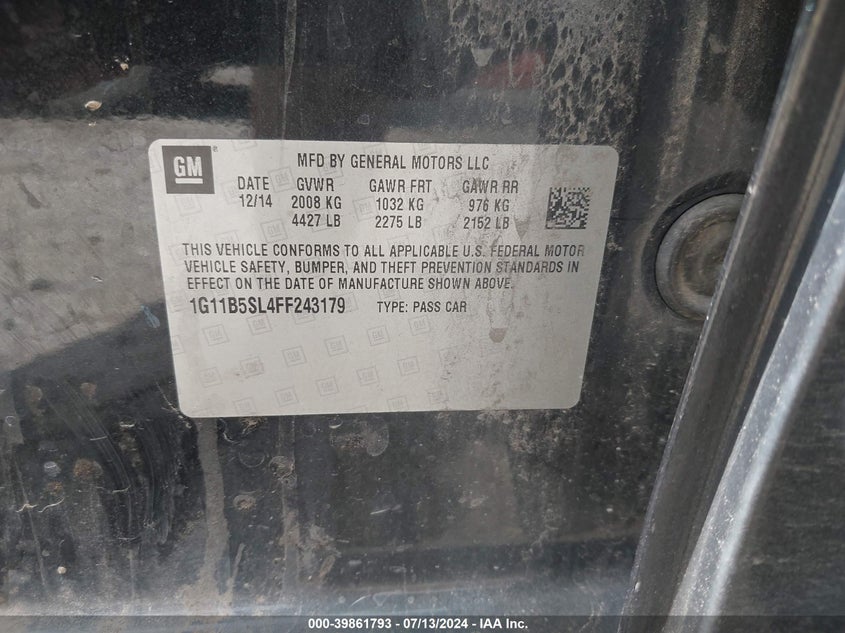 GM
MFD BY GENERAL MOTORS LLC
DATE GVWR GAWR FRT GAWR RR
12/14 2008 KG 1032 KG 976 KG
4427 LB 2275 LB 2152 LB
THIS VEHICLE CONFORMS TO ALL APPLICABLE U.S. FEDERAL MOTOR
VEHICLE SAFETY, BUMPER, AND THEFT PREVENTION STANDARDS IN
EFFECT ON THE DATE OF MANUFACTURE SHOWN ABOVE.
1G11B5SL4FF243179 TYPE: PASS CAR
000-39861793 - 07/13/2024 - IAA Inc.